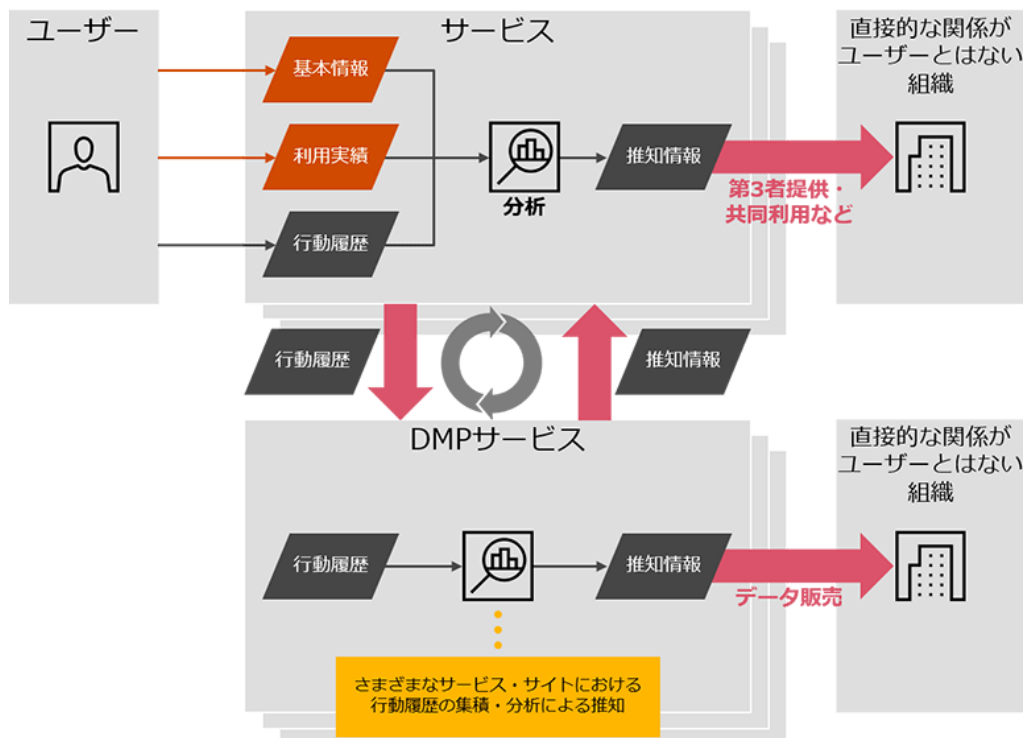 ユーザー
サービス
直接的な関係が
ユーザーとはない
組織
基本情報
利用実績
行動履歴
分析
推知情報
第3者提供・
共同利用など
行動履歴
推知情報
DMPサービス
直接的な関係が
ユーザーとはない
組織
行動履歴
推知情報
データ販売
さまざまなサービス・サイトにおける
行動履歴の集積・分析による推知